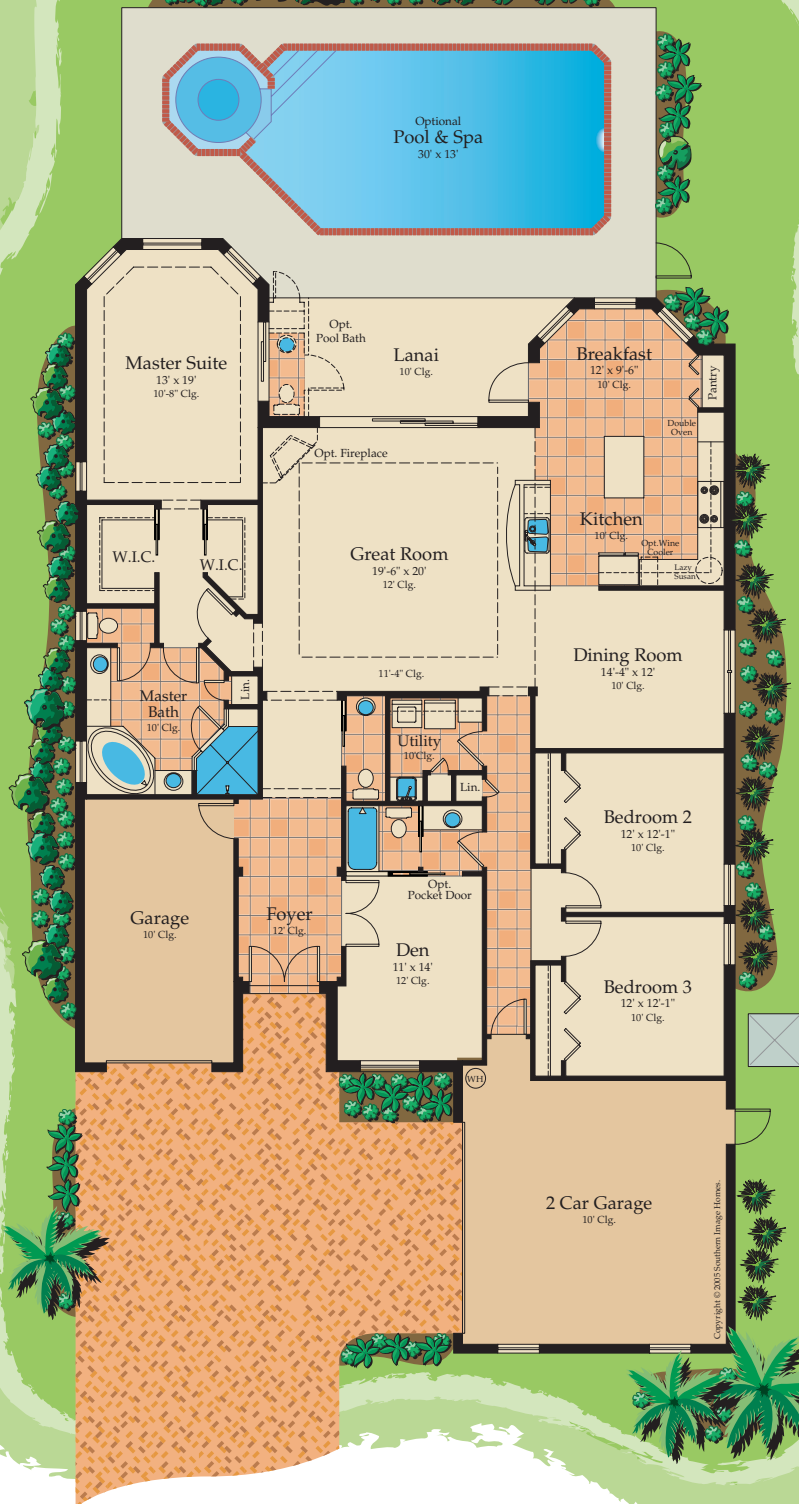 Optional
Pool & Spa
30' x 13'
Opt.
Pool Bath
Lanai
10' Clg.
Breakfast
12' x 9'-6"
10' Clg.
Pantry
Master Suite
13' x 19'
10'-8" Clg.
Double
Oven
Opt. Fireplace
Kitchen
10' Clg.
Opt.Wine
Cooler
Lazy
Susan
W.I.C.
W.I.C.
Great Room
19'-6" x 20'
12' Clg.
11'-4" Clg.
Dining Room
14'-4" x 12'
10' Clg.
Lin.
Master
Bath
10' Clg.
Utility
10'Clg.
Lin.
Bedroom 2
12' x 12'-1"
10' Clg.
Opt.
Pocket Door
Garage
10' Clg.
Foyer
12' Clg.
Den
11' x 14'
12' Clg.
Bedroom 3
12' x 12'-1"
10' Clg.
WH
2 Car Garage
10' Clg.
Copyright © 2005 Southern Image Homes.